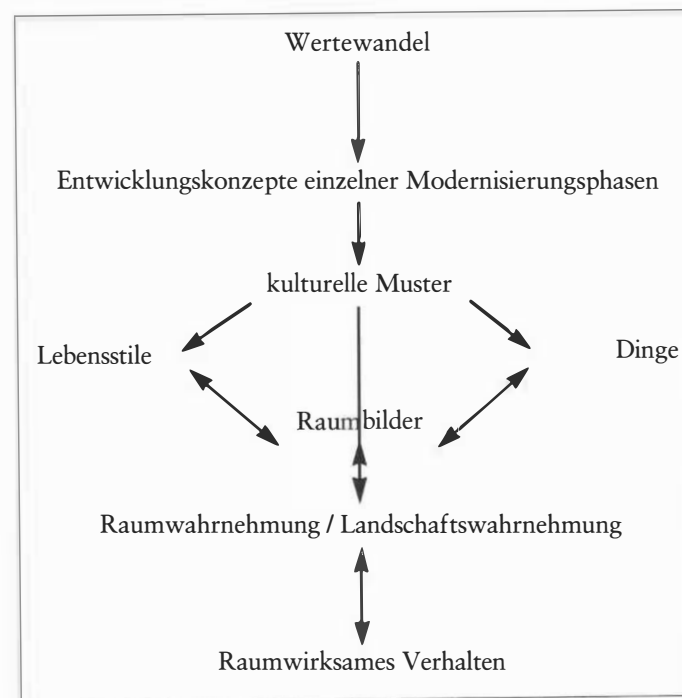 Wertewandel
Entwicklungskonzepte einzelner Modernisierungsphasen
kulturelle Muster
Lebensstile
Dinge
Raumbilder
Raumwahrnehmung / Landschaftswahrnehmung
Raumwirksames Verhalten